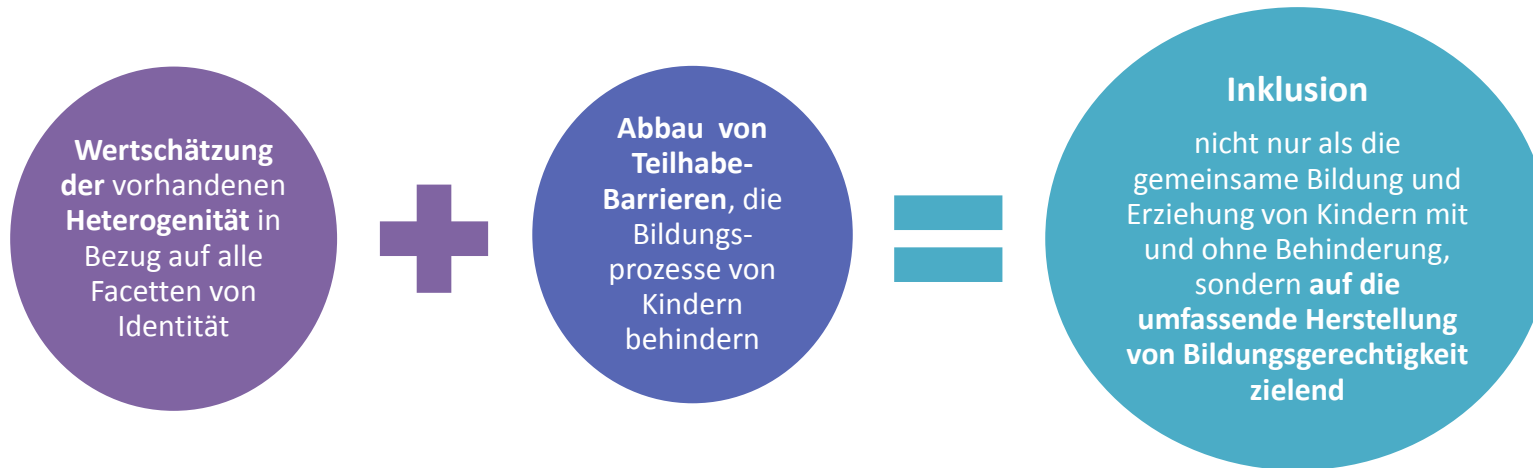 Wertschätzung
der vorhandenen
Heterogenität in
Bezug auf alle
Facetten von
Identität
Abbau von
Teilhabe-
Barrieren, die
Bildungs-
prozesse von
Kindern
behindern
Inklusion
nicht nur als die
gemeinsame Bildung und
Erziehung von Kindern mit
und ohne Behinderung,
sondern auf die
umfassende Herstellung
von Bildungsgerechtigkeit
zielend